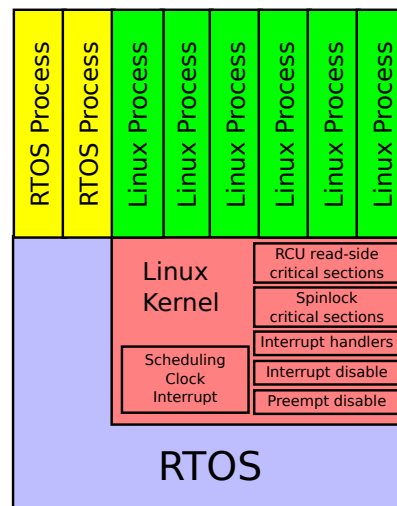 RTOS Process
RTOS Process
Linux Process
Linux Process
Linux Process
Linux Process
Linux Process
Linux Process
Linux
Kernel
RCU read-side
critical sections
Spinlock
critical sections
Interrupt handlers
Scheduling
Clock
Interrupt
Interrupt disable
Preempt disable
RTOS